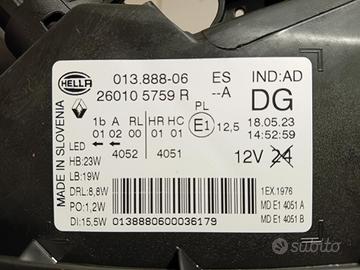 HELLA
013.888-06 ES IND:AD
26010 5759 R --A DG
PL
1b A RL HR HC
01 02 00 01 01 E1 12,5
18.05.23
14:52:59
LED 4052 4051
12V 24
HB:23W
LB:19W
DRL:8,8W
PO:1,2W
DI:15,5W
1EX.1976
MD E1 4051 A
MD E1 4051 B
0138880600036179
MADE IN SLOVENIA
subito